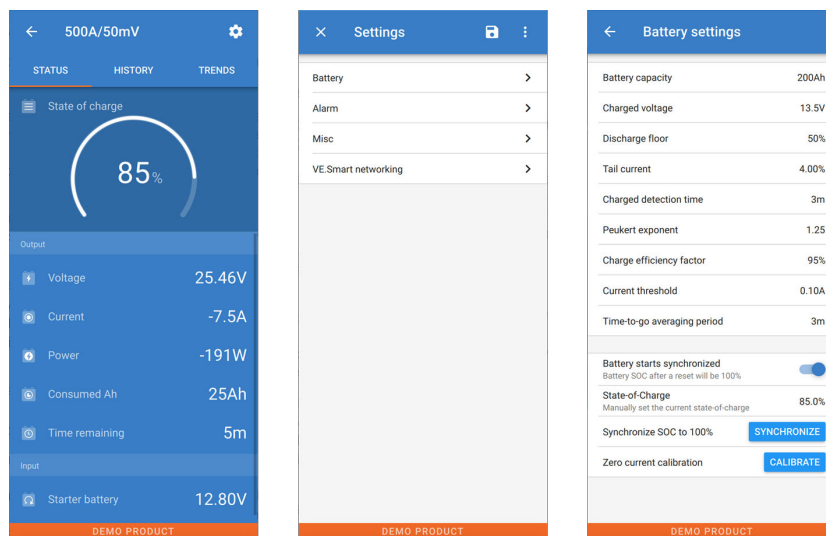 500A/50mV
STATUS HISTORY TRENDS
State of charge
85%
Output
Voltage 25.46V
Current -7.5A
Power -191W
Consumed Ah 25Ah
Time remaining 5m
Input
Starter battery 12.80V
DEMO PRODUCT
Settings
Battery
Alarm
Misc
VE.Smart networking
DEMO PRODUCT
Battery settings
Battery capacity 200Ah
Charged voltage 13.5V
Discharge floor 50%
Tail current 4.00%
Charged detection time 3m
Peukert exponent 1.25
Charge efficiency factor 95%
Current threshold 0.10A
Time-to-go averaging period 3m
Battery starts synchronized
Battery SOC after a reset will be 100%
State-of-Charge 85.0%
Manually set the current state-of-charge
Synchronize SOC to 100% SYNCHRONIZE
Zero current calibration CALIBRATE
DEMO PRODUCT